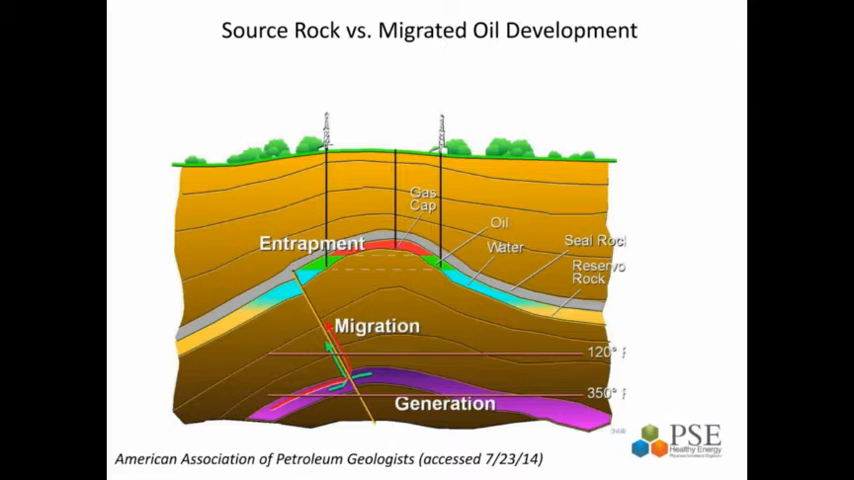 Source Rock vs. Migrated Oil Development
Gas
Cap
Oil
Entrapment
Water
Seal Rock
Reservo
Rock
Migration
120° F
350° F
Generation
PSE
Healthy Energy
American Association of Petroleum Geologists (accessed 7/23/14)